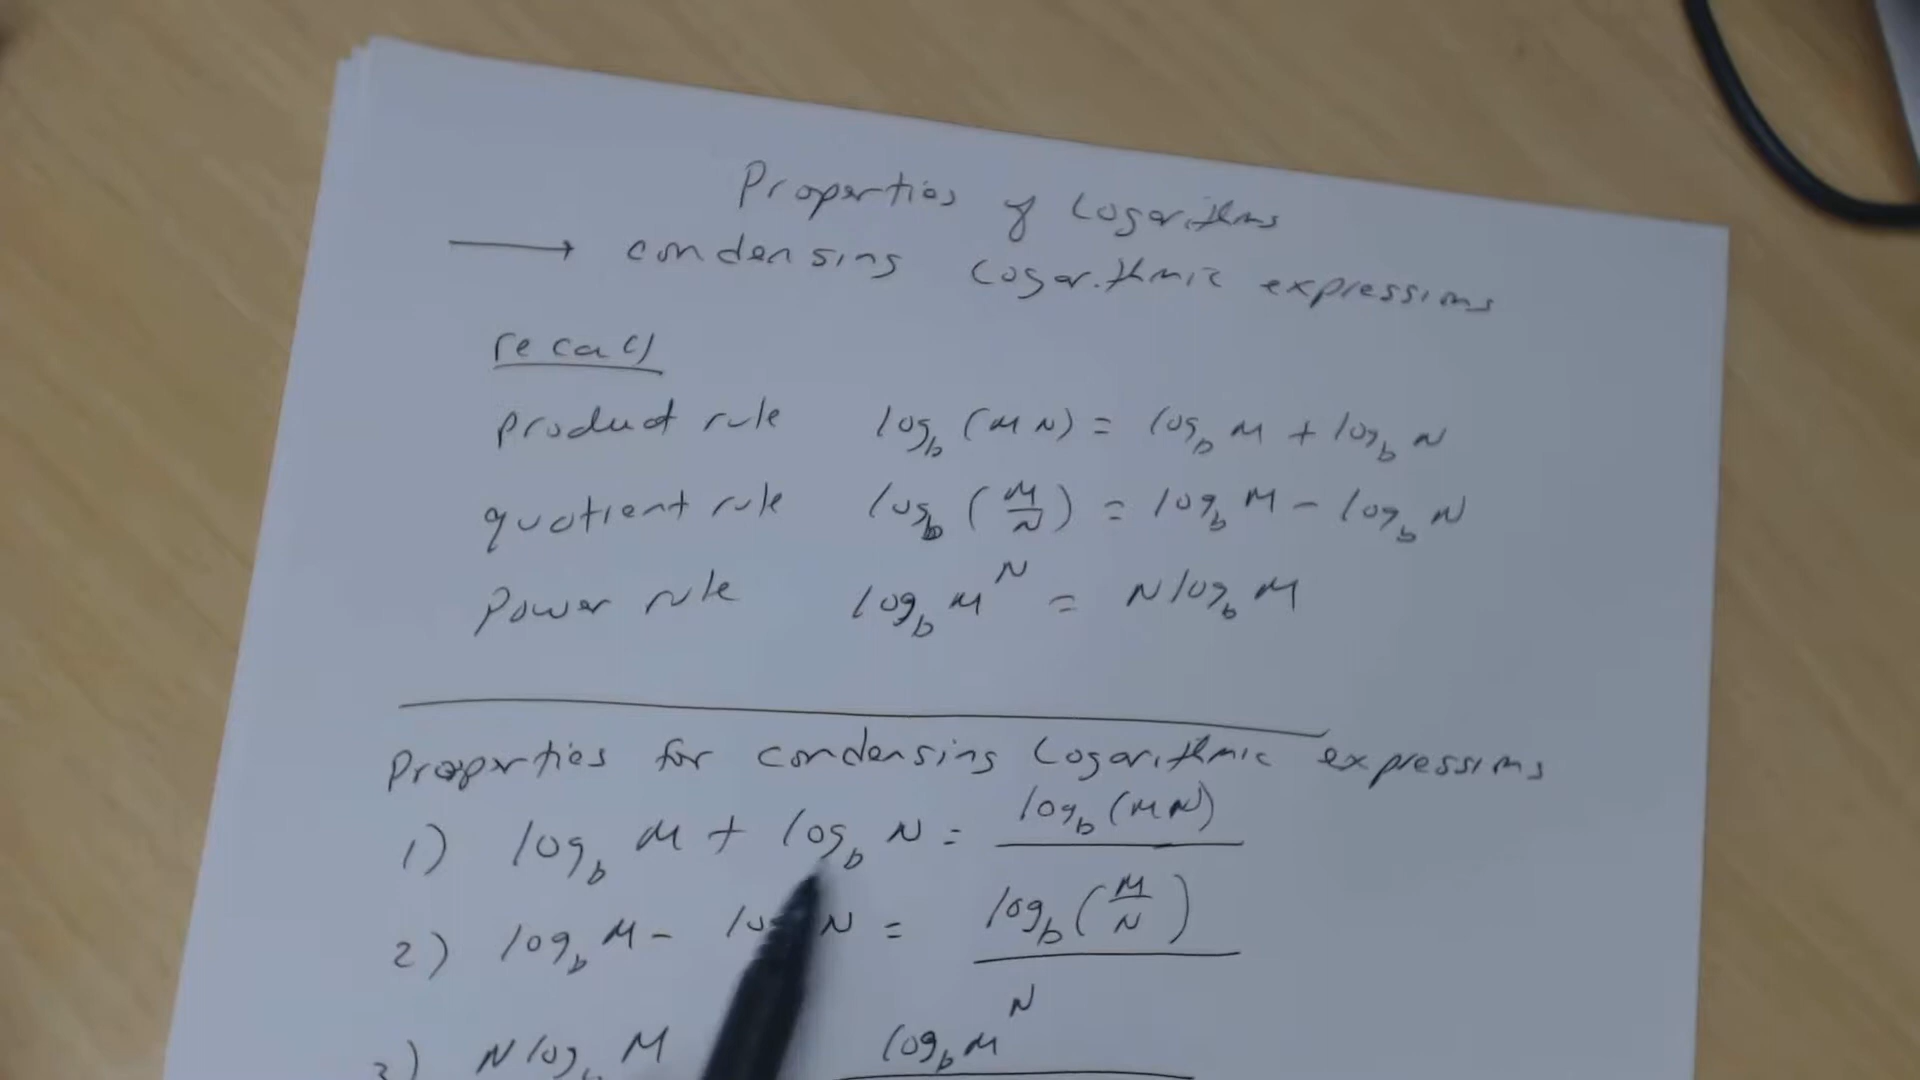 Properties of Logarithms
→ condensing Logarithmic expressions
recall
product rule log_b (MN) = log_b M + log_b N
quotient rule log_b (M/N) = log_b M - log_b N
Power rule log_b M^N = N log_b M
Properties for condensing Logarithmic expressions
1) log_b M + log_b N = log_b (MN)
2) log_b M - log N = log_b (M/N)
3) N log_b M log_b M^N